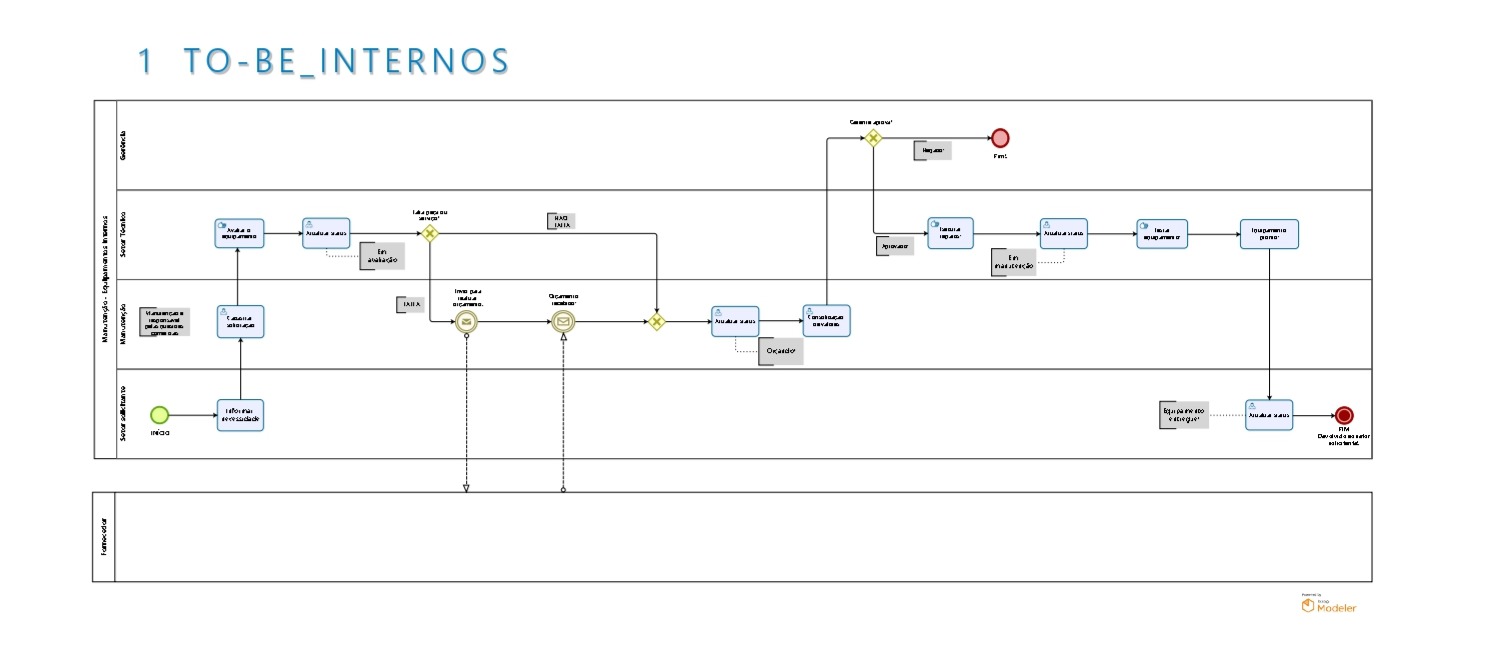 1 TO-BE_INTERNOS
Manutenção - Equipamentos Internos
Gerência
Gerente aprova?
Negado
Fim1
Setor Técnico
Avaliar o
equipamento
Atualizar status
Em
avaliação
Falta peça ou
serviço?
NÃO
FALTA
Aprovado
Executar
reparos
Atualizar status
Em
manutenção
Testar
equipamento
Equipamento
pronto
Manutenção
Manutenção é
responsável
pelas questões
comerciais
Cadastrar
solicitação
FALTA
Envio para
realizar
orçamento.
Orçamento
recebido
Atualizar status
Orçando
Consolidação
de valores
Setor solicitante
INÍCIO
Informar
necessidade
Equipamento
entregue
Atualizar status
FIM
Devolvido ao setor
solicitante.
Fornecedor
Powered by
bizagi
Modeler